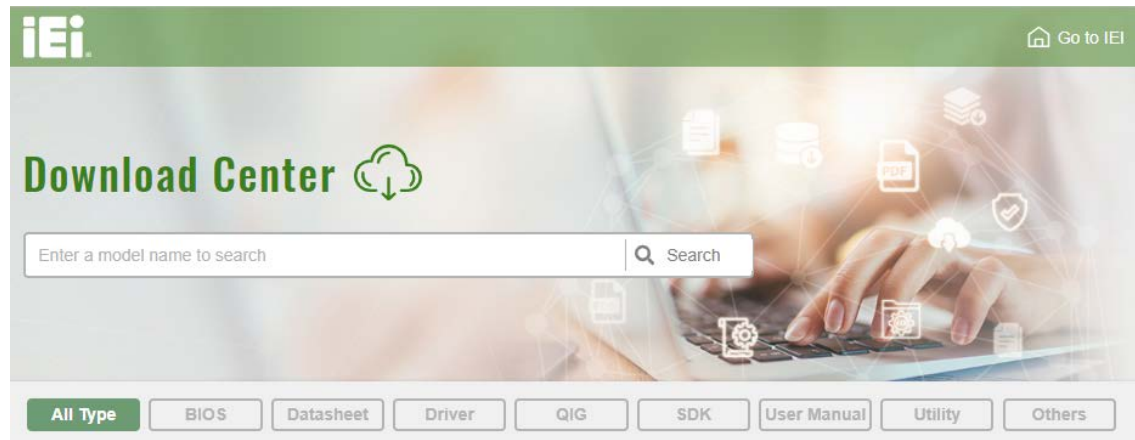 iEi.
Go to IEI
Download Center
Enter a model name to search
Search
PDF
PDF
All Type BIOS Datasheet Driver QIG SDK User Manual Utility Others